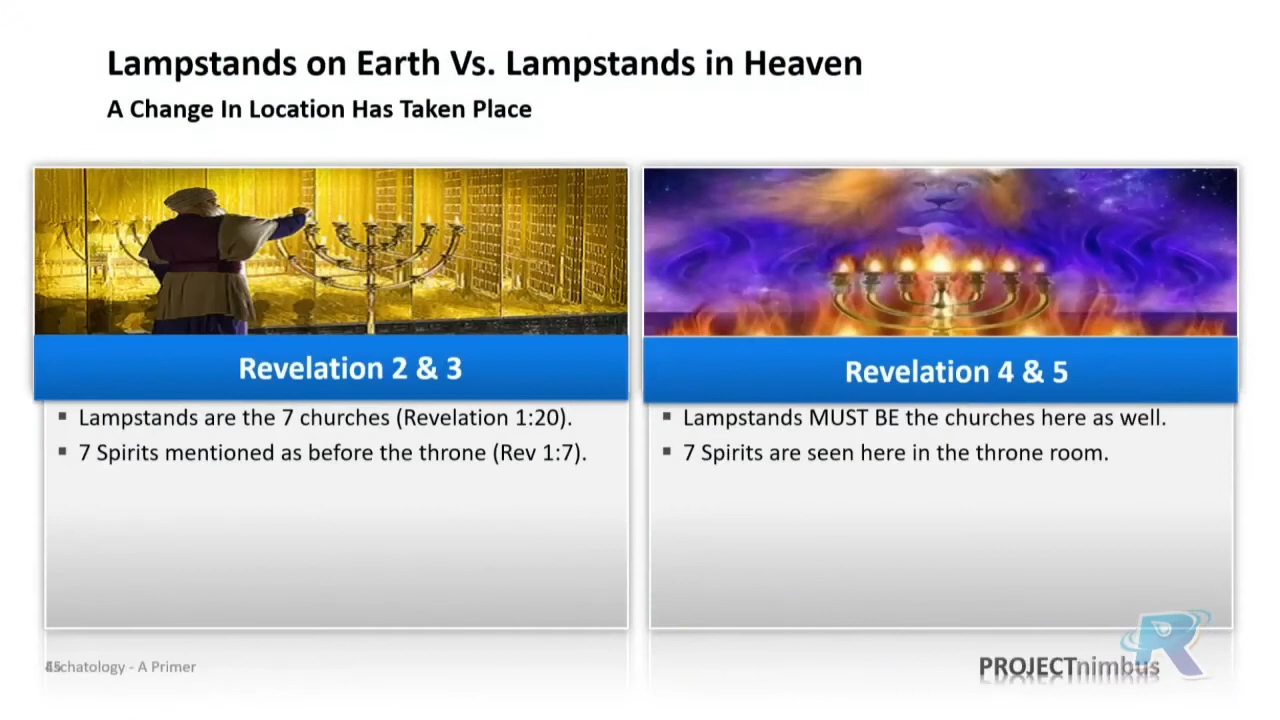 Lampstands on Earth Vs. Lampstands in Heaven
A Change In Location Has Taken Place
Revelation 2 & 3
Revelation 4 & 5
▪ Lampstands are the 7 churches (Revelation 1:20).
▪ 7 Spirits mentioned as before the throne (Rev 1:7).
▪ Lampstands MUST BE the churches here as well.
▪ 7 Spirits are seen here in the throne room.
Eschatology - A Primer
PROJECTnimbus
R